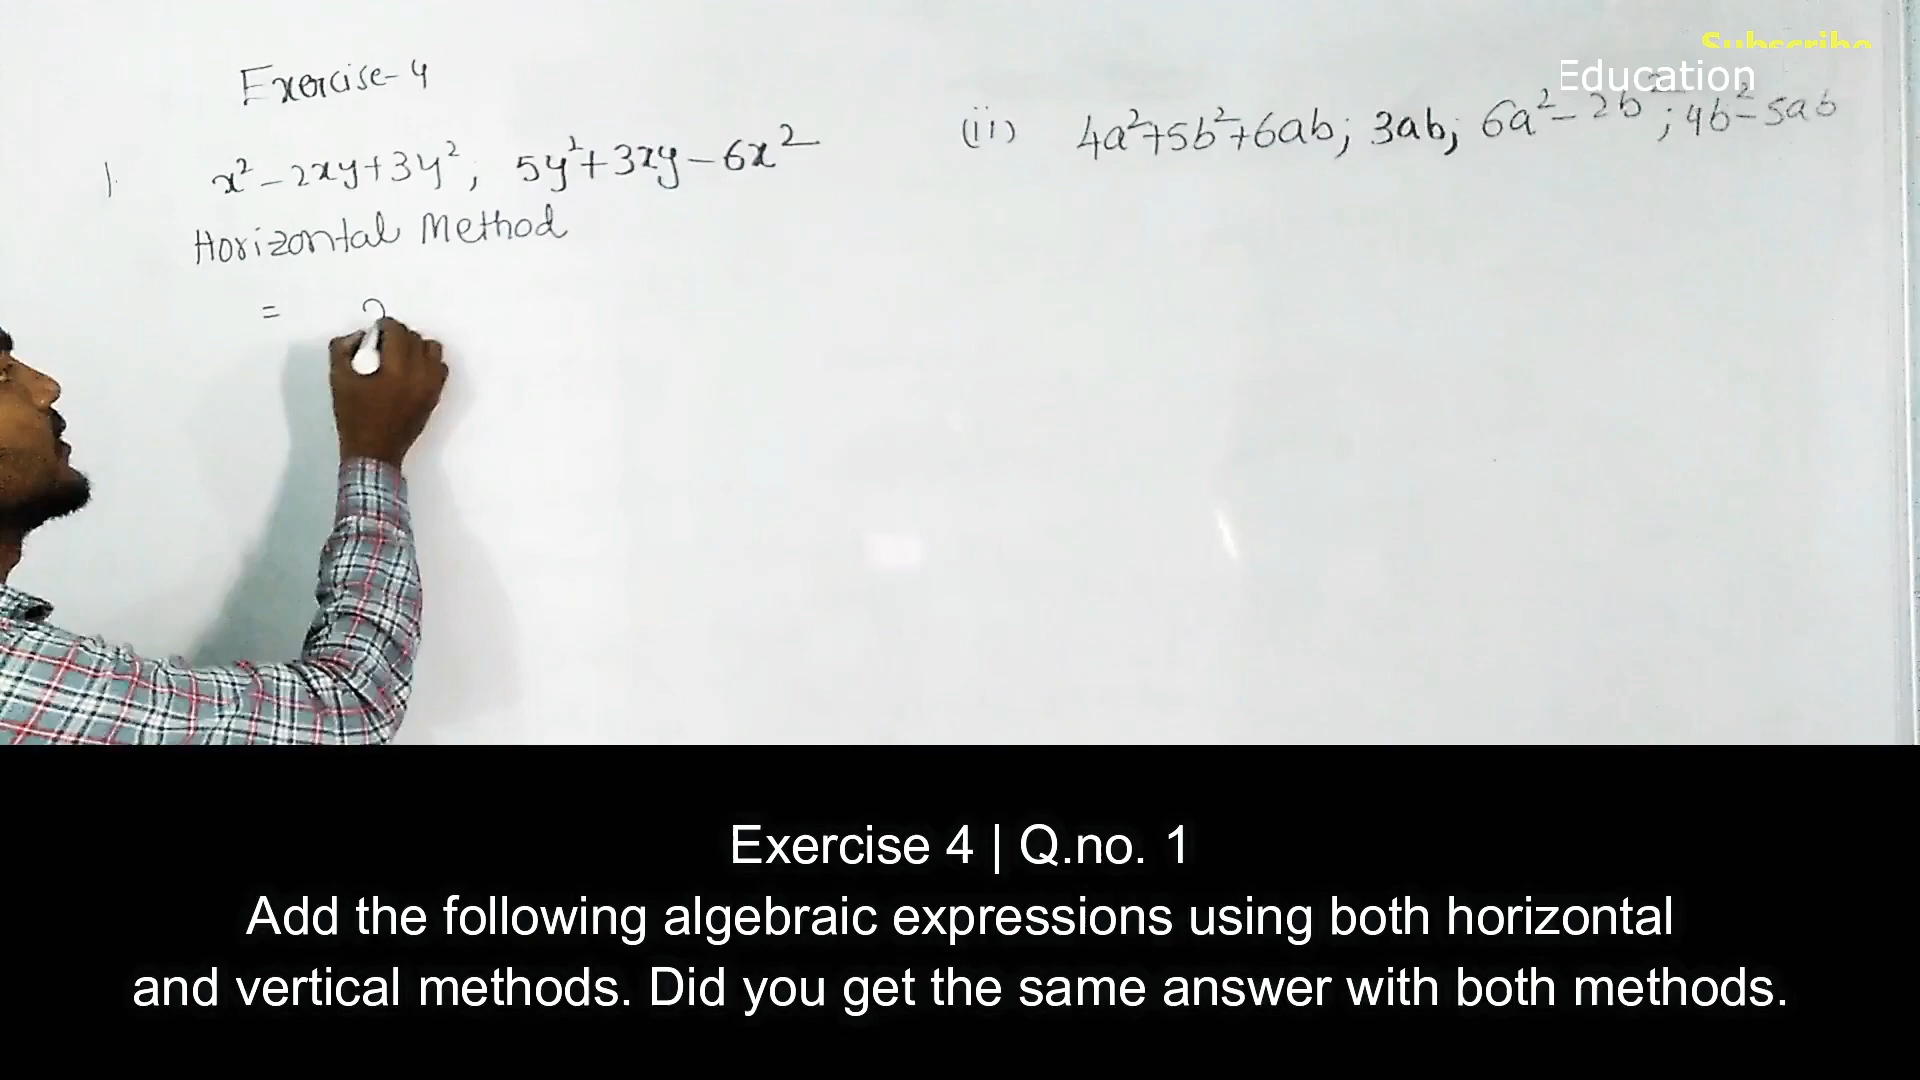 Subscribe
Education
Exercise-4
1. x² - 2xy + 3y² ; 5y² + 3xy - 6x²
Horizontal Method
=
(ii) 4a² + 5b² + 6ab ; 3ab ; 6a² - 2b² ; 4b² - 5ab
Exercise 4 | Q.no. 1
Add the following algebraic expressions using both horizontal
and vertical methods. Did you get the same answer with both methods.